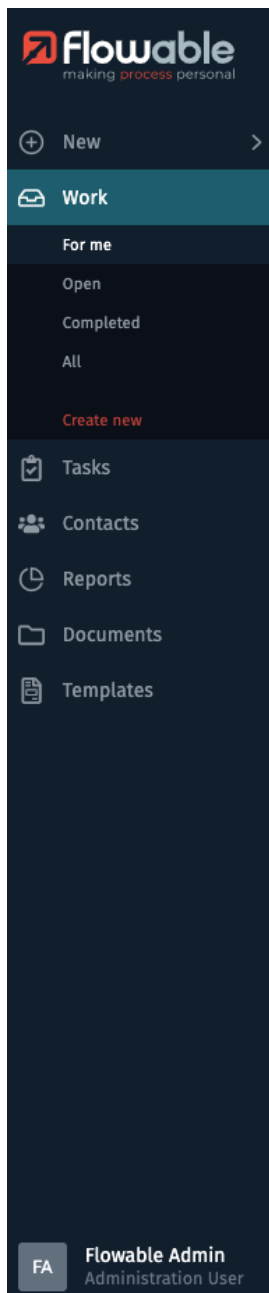 Flowable
making process personal
New
Work
For me
Open
Completed
All
Create new
Tasks
Contacts
Reports
Documents
Templates
FA
Flowable Admin
Administration User